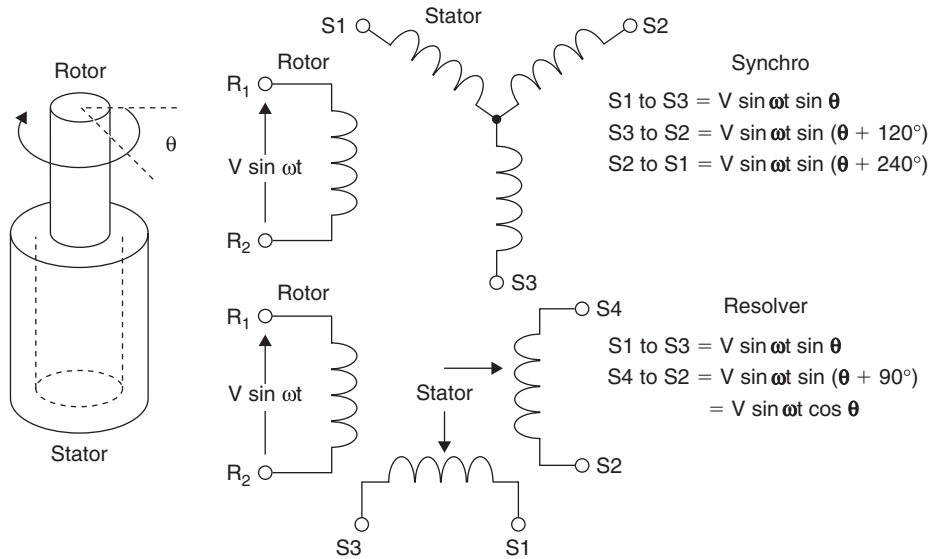 Rotor
θ
Stator
R1
Rotor
V sin ωt
R2
S1
Stator
S2
S3
Synchro
S1 to S3 = V sin ωt sin θ
S3 to S2 = V sin ωt sin (θ + 120°)
S2 to S1 = V sin ωt sin (θ + 240°)
R1
Rotor
V sin ωt
R2
Stator
S4
S2
S3
S1
Resolver
S1 to S3 = V sin ωt sin θ
S4 to S2 = V sin ωt sin (θ + 90°)
= V sin ωt cos θ